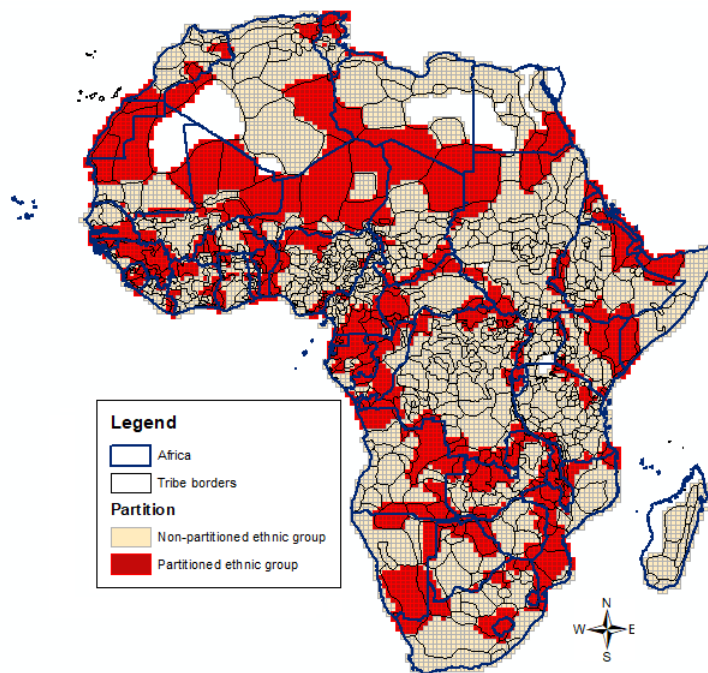 Legend
Africa
Tribe borders
Partition
Non-partitioned ethnic group
Partitioned ethnic group
N
W E
S